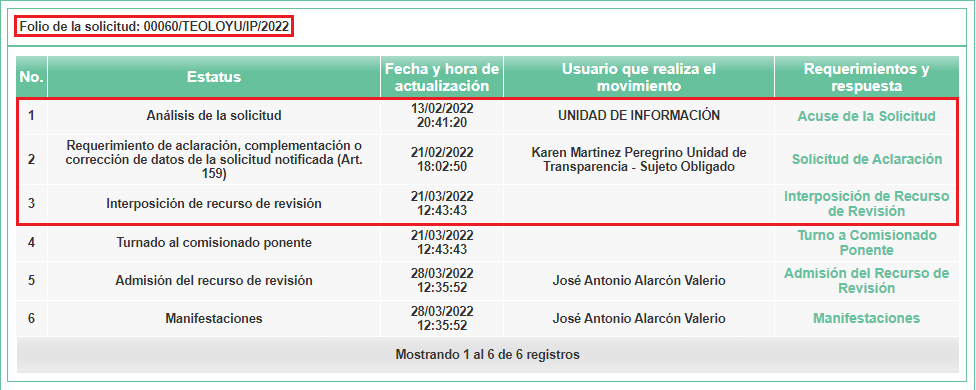 Folio de la solicitud: 00060/TEOLOYU/IP/2022
No. Estatus Fecha y hora de actualización Usuario que realiza el movimiento Requerimientos y respuesta
1 Análisis de la solicitud 13/02/2022 20:41:20 UNIDAD DE INFORMACIÓN Acuse de la Solicitud
2 Requerimiento de aclaración, complementación o corrección de datos de la solicitud notificada (Art. 159) 21/02/2022 18:02:50 Karen Martinez Peregrino Unidad de Transparencia - Sujeto Obligado Solicitud de Aclaración
3 Interposición de recurso de revisión 21/03/2022 12:43:43 Interposición de Recurso de Revisión
4 Turnado al comisionado ponente 21/03/2022 12:43:43 Turno a Comisionado Ponente
5 Admisión del recurso de revisión 28/03/2022 12:35:52 José Antonio Alarcón Valerio Admisión del Recurso de Revisión
6 Manifestaciones 28/03/2022 12:35:52 José Antonio Alarcón Valerio Manifestaciones
Mostrando 1 al 6 de 6 registros